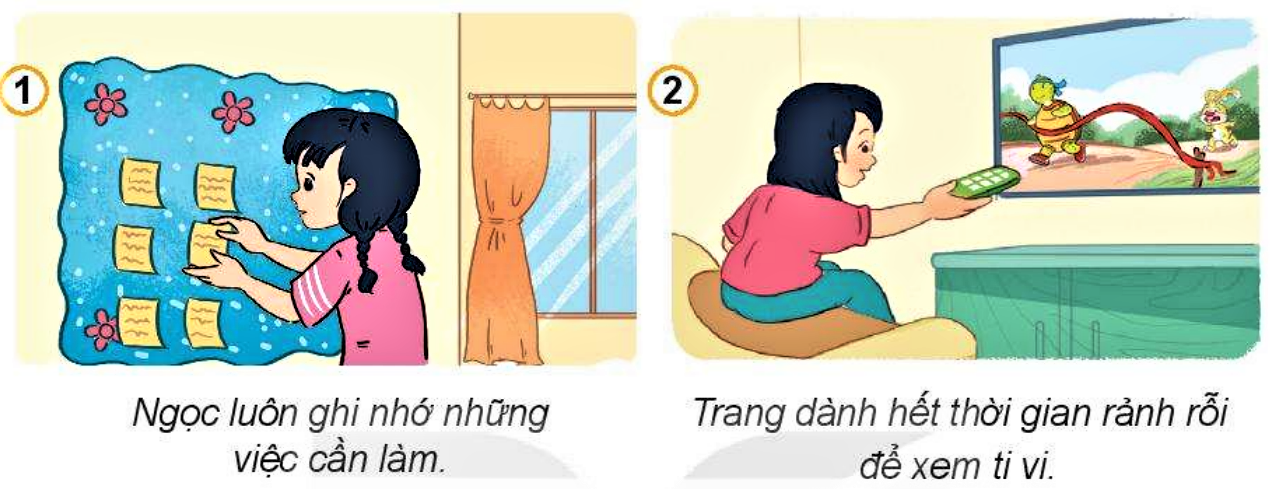 1
2
Ngọc luôn ghi nhớ những
việc cần làm.
Trang dành hết thời gian rảnh rỗi
để xem ti vi.